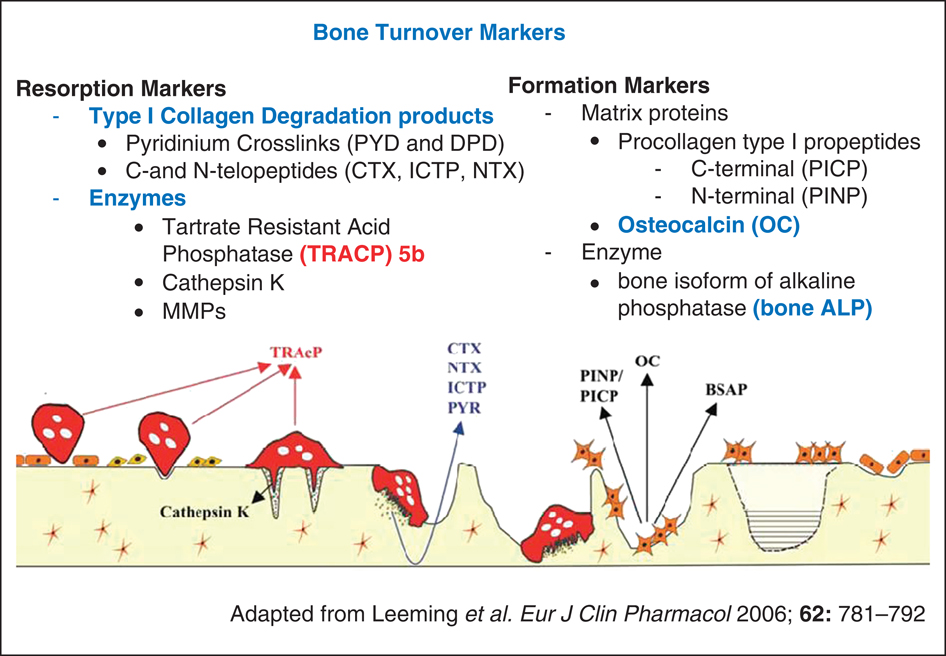 Bone Turnover Markers
Resorption Markers
- Type I Collagen Degradation products
• Pyridinium Crosslinks (PYD and DPD)
• C-and N-telopeptides (CTX, ICTP, NTX)
- Enzymes
• Tartrate Resistant Acid
Phosphatase (TRACP) 5b
• Cathepsin K
• MMPs
Formation Markers
- Matrix proteins
• Procollagen type I propeptides
- C-terminal (PICP)
- N-terminal (PINP)
• Osteocalcin (OC)
- Enzyme
• bone isoform of alkaline
phosphatase (bone ALP)
TRAcP
CTX
NTX
ICTP
PYR
PINP/
PICP
OC
BSAP
Cathepsin K
Adapted from Leeming et al. Eur J Clin Pharmacol 2006; 62: 781–792